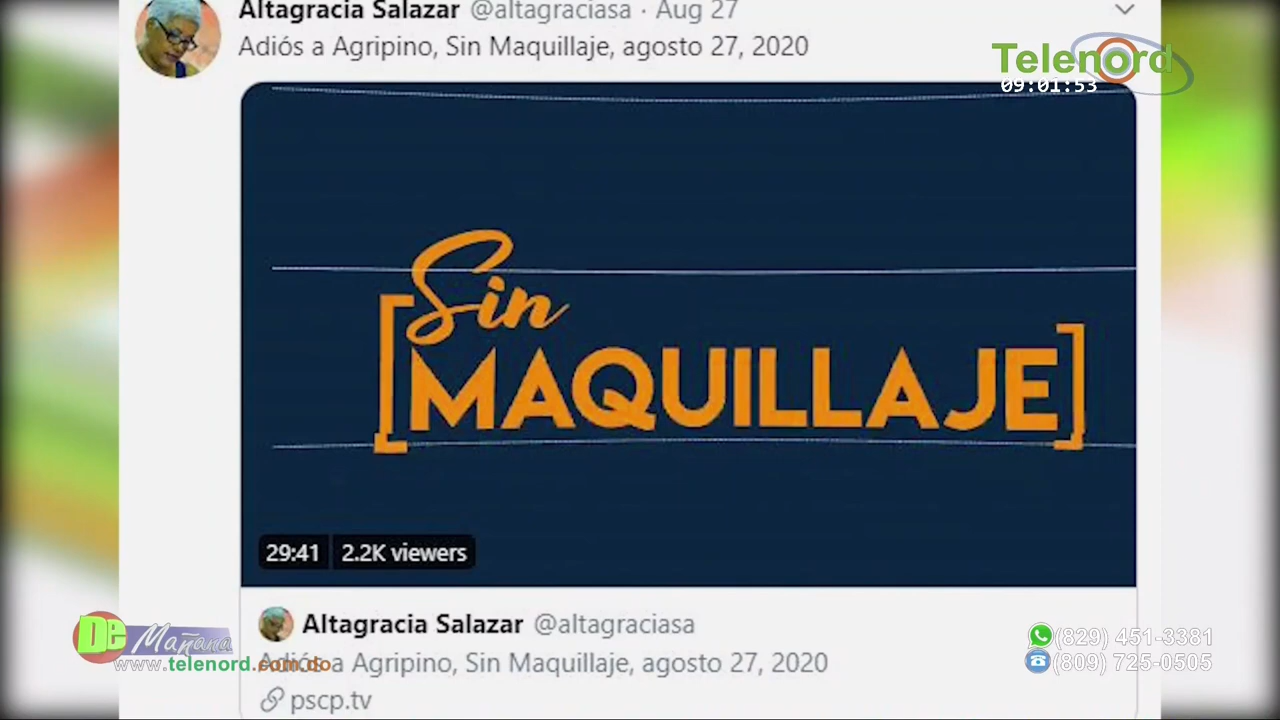 Altagracia Salazar @altagraciasa · Aug 27
Adiós a Agripino, Sin Maquillaje, agosto 27, 2020
Telenord
09:01:53
Sin
[MAQUILLAJE]
29:41 2.2K viewers
Altagracia Salazar @altagraciasa
Adiós a Agripino, Sin Maquillaje, agosto 27, 2020
pscp.tv
De Mañana
www.telenord.com.do
(829) 451-3381
(809) 725-0505